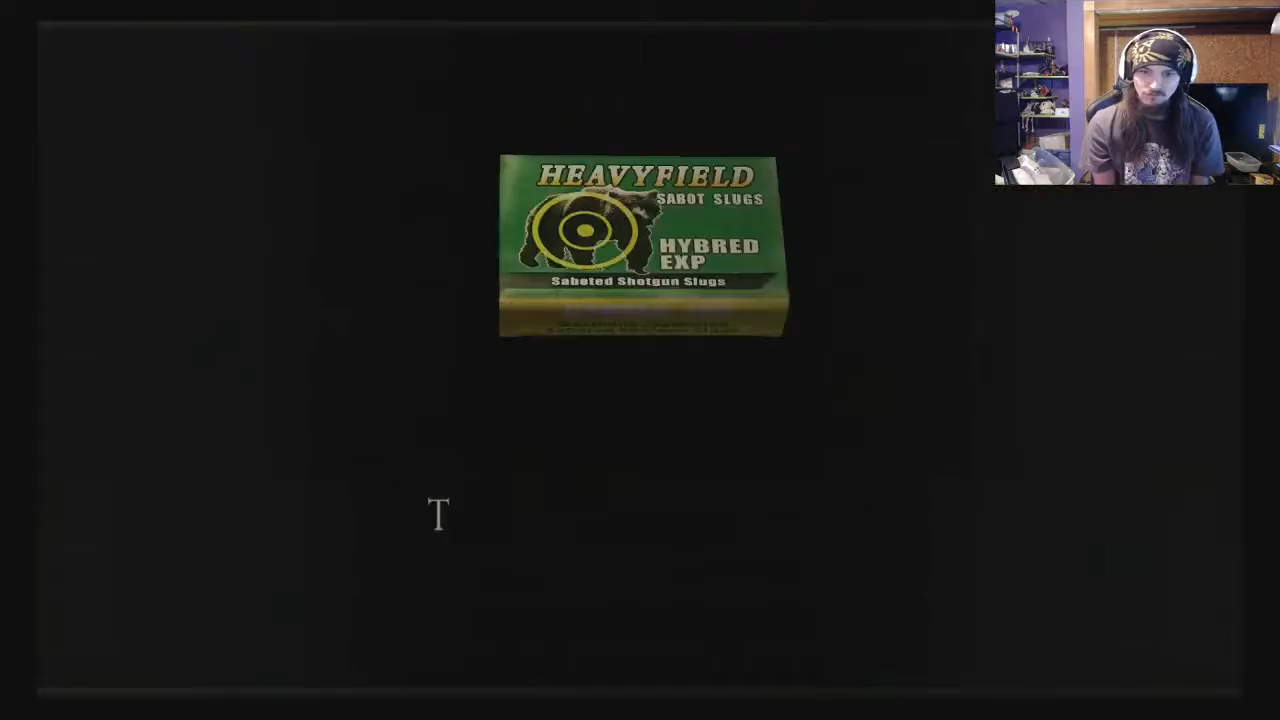 HEAVYFIELD
SABOT SLUGS
HYBRED
EXP
Saboted Shotgun Slugs
T